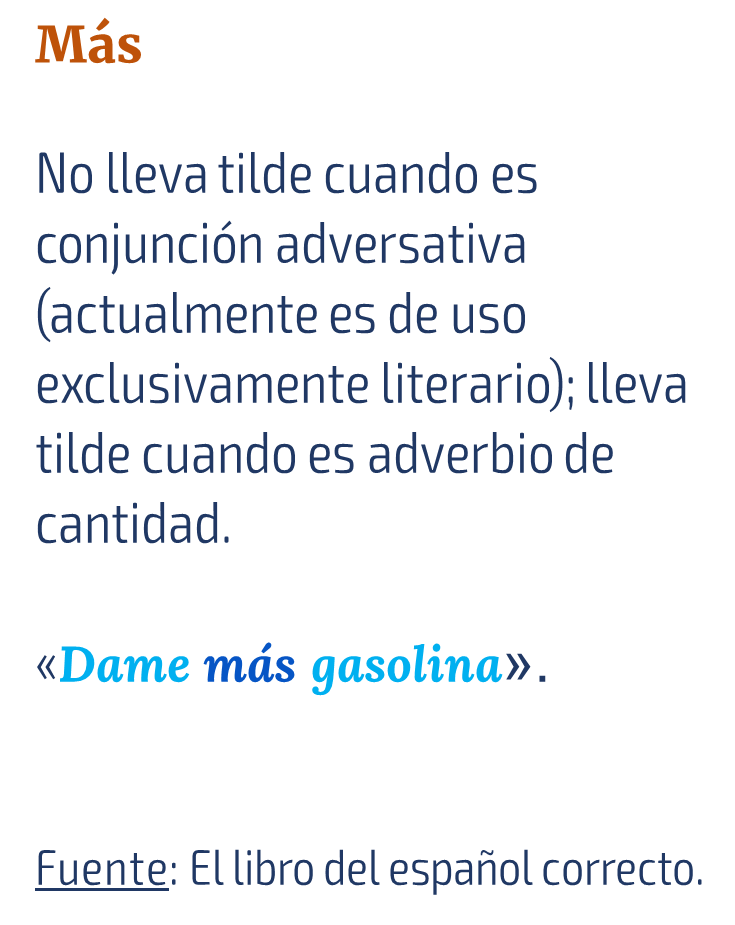 Más
No lleva tilde cuando es
conjunción adversativa
(actualmente es de uso
exclusivamente literario); lleva
tilde cuando es adverbio de
cantidad.
«Dame más gasolina».
Fuente: El libro del español correcto.